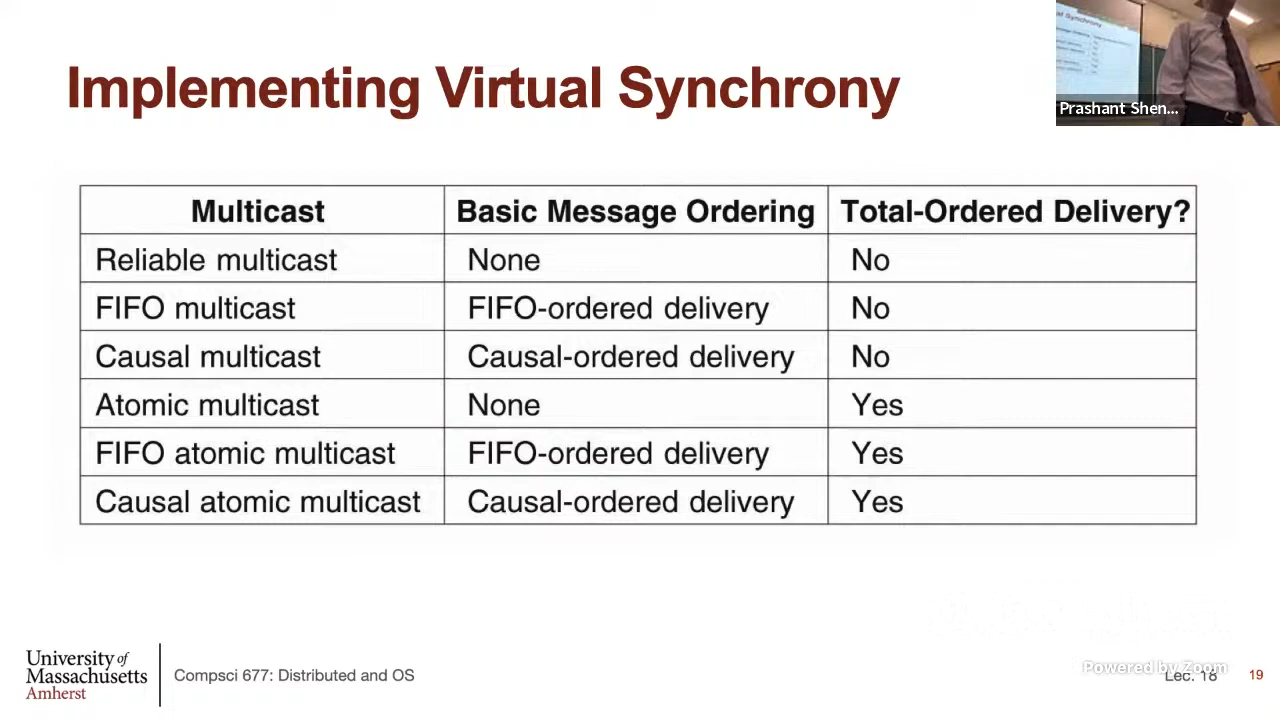 Implementing Virtual Synchrony
Prashant Shen...
Multicast Basic Message Ordering Total-Ordered Delivery?
Reliable multicast None No
FIFO multicast FIFO-ordered delivery No
Causal multicast Causal-ordered delivery No
Atomic multicast None Yes
FIFO atomic multicast FIFO-ordered delivery Yes
Causal atomic multicast Causal-ordered delivery Yes
University of
Massachusetts
Amherst
Compsci 677: Distributed and OS
Powered by Zoom
Lec. 18
19